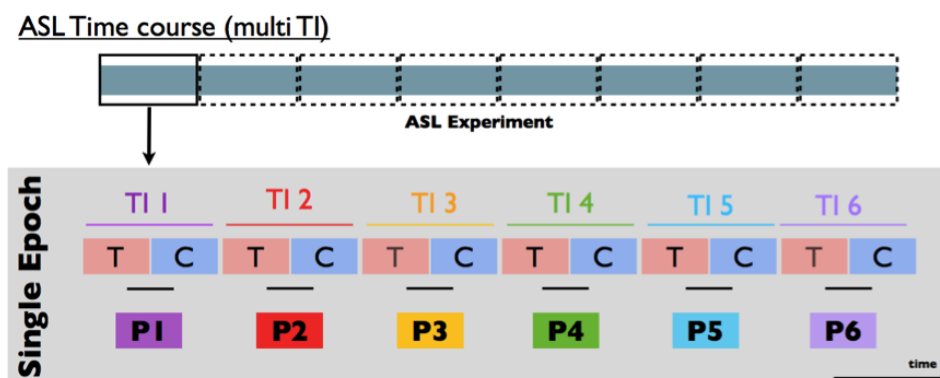 ASL Time course (multi TI)
ASL Experiment
Single Epoch
TI 1 TI 2 TI 3 TI 4 TI 5 TI 6
T C T C T C T C T C T C
P1 P2 P3 P4 P5 P6
time